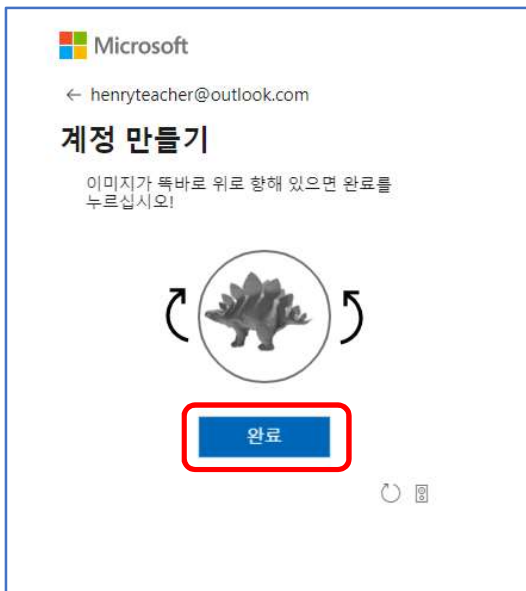 Microsoft
← henryteacher@outlook.com
계정 만들기
이미지가 똑바로 위로 향해 있으면 완료를
누르십시오!
완료